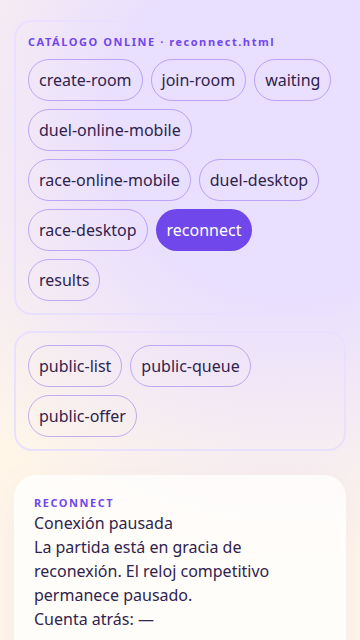 CATÁLOGO ONLINE · reconnect.html
create-room join-room waiting
duel-online-mobile
race-online-mobile duel-desktop
race-desktop reconnect
results
public-list public-queue
public-offer
RECONNECT
Conexión pausada
La partida está en gracia de
reconexión. El reloj competitivo
permanece pausado.
Cuenta atrás: —